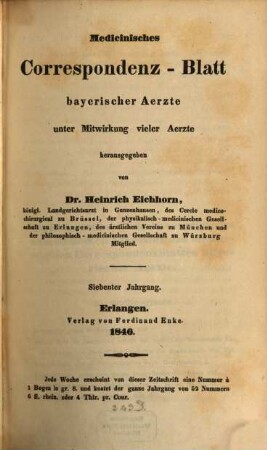 Medicinisches
Correspondenz - Blatt
bayerischer Aerzte
unter Mitwirkung vieler Aerzte
herausgegeben
von
Dr. Heinrich Eichhorn,
königl. Landgerichtsarzt in Gunzenhausen, des Cercle medico-
chirurgical zu Brüssel, der physikalisch - medicinischen Gesell-
schaft zu Erlangen, des ärztlichen Vereins zu München und
der philosophisch - medicinischen Gesellschaft zu Würzburg
Mitglied.
Siebenter Jahrgang.
Erlangen.
Verlag von Ferdinand Enke.
1846.
Jede Woche erscheint von dieser Zeitschrift eine Nummer à
1 Bogen in gr. 8. und kostet der ganze Jahrgang von 52 Nummern
6 fl. rhein. oder 4 Thlr. pr. Cour.